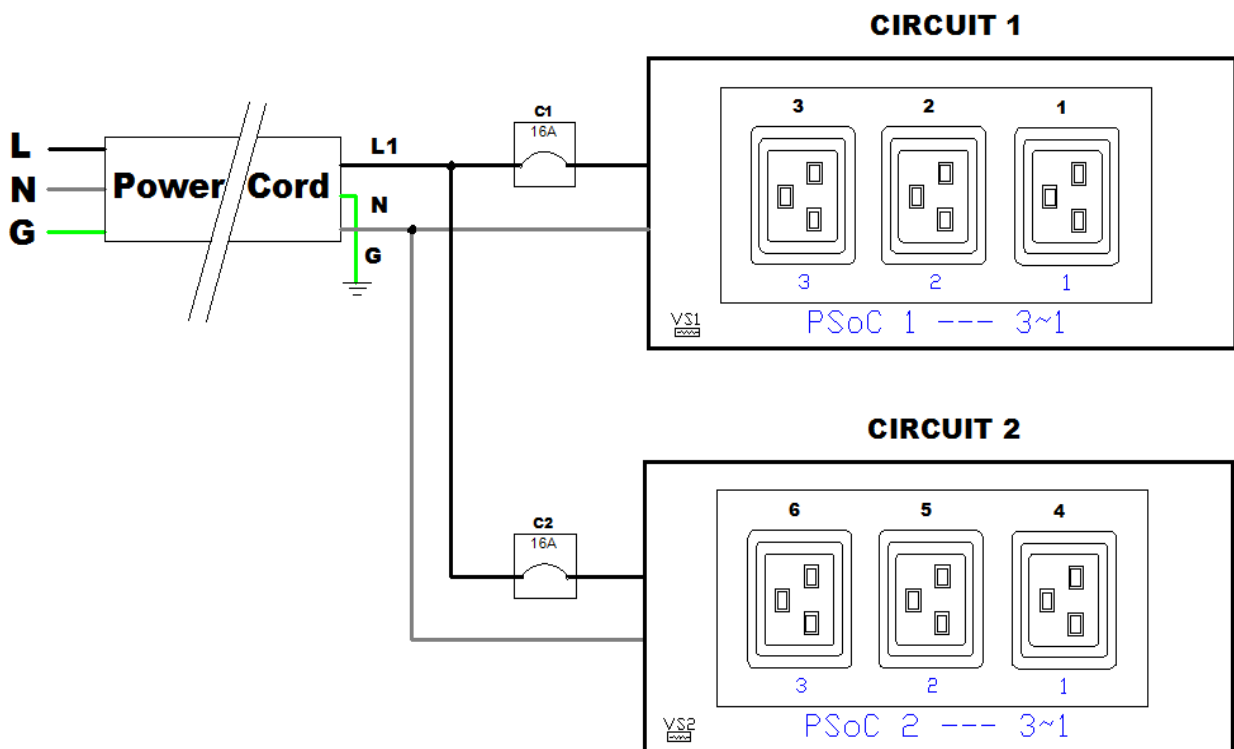 CIRCUIT 1
L
N
G
Power Cord
L1
N
G
C1
16A
3 2 1
3 2 1
VS1
PSoC 1 --- 3~1
CIRCUIT 2
C2
16A
6 5 4
3 2 1
VS2
PSoC 2 --- 3~1